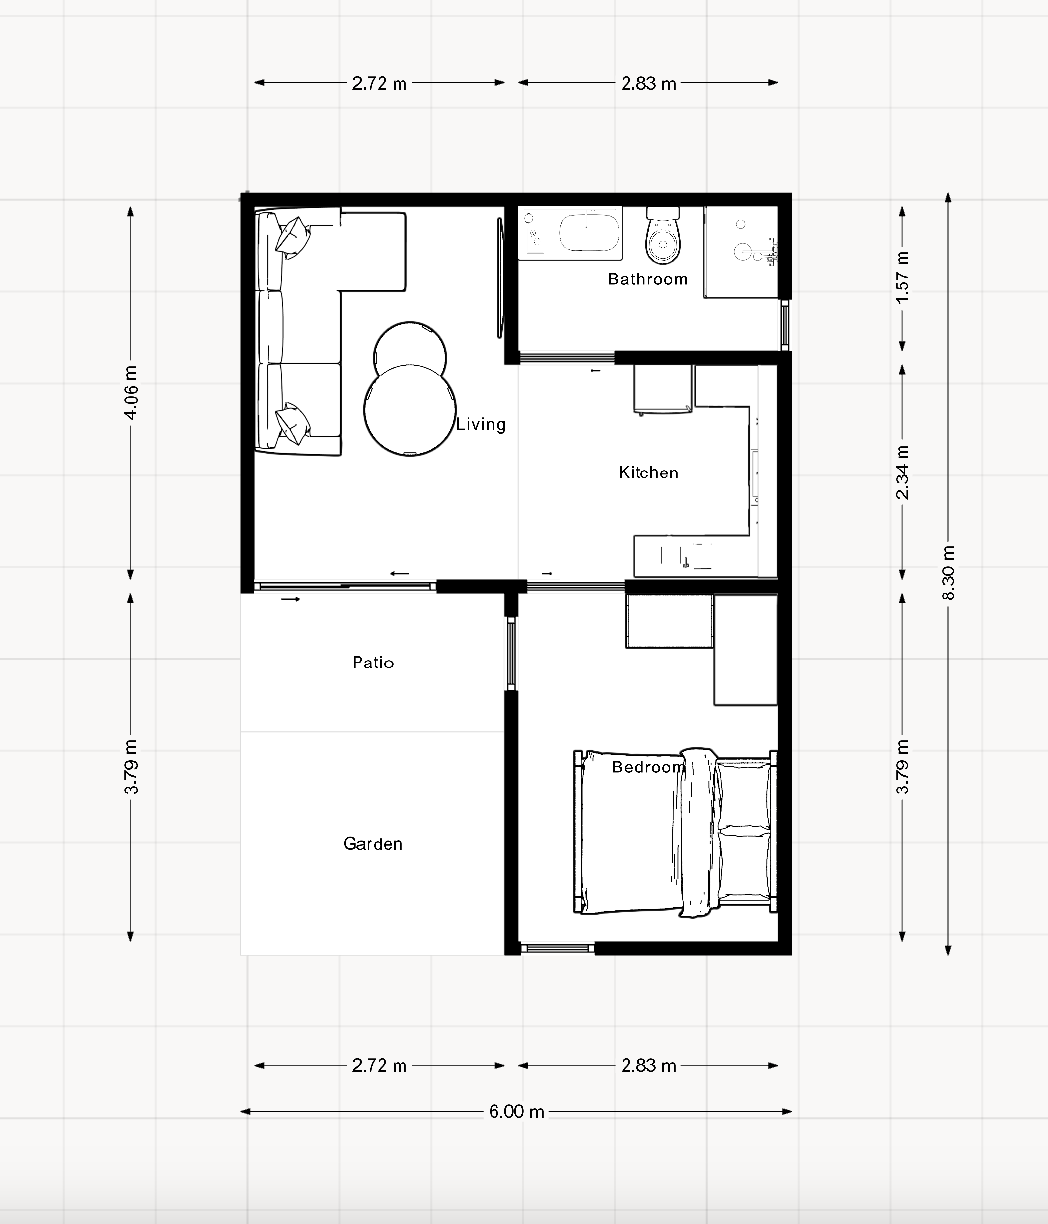 2.72 m
2.83 m
Bathroom
1.57 m
4.06 m
Living
Kitchen
2.34 m
8.30 m
Patio
Bedroom
3.79 m
3.79 m
Garden
2.72 m
2.83 m
6.00 m